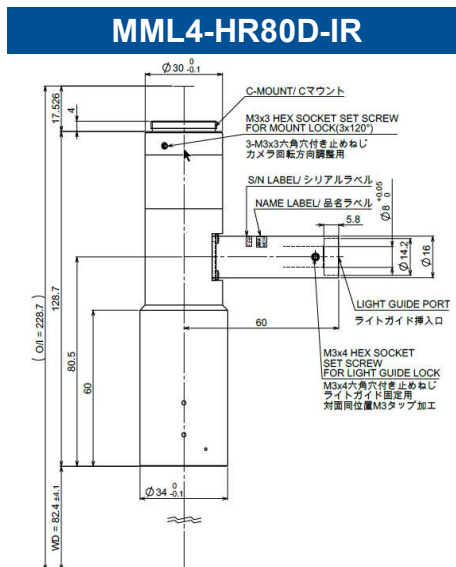 MML4-HR80D-IR
∅30 0 -0.1
C-MOUNT/ Cマウント
17.526
4
M3x3 HEX SOCKET SET SCREW
FOR MOUNT LOCK(3x120°)
3-M3x3六角穴付き止めねじ
カメラ回転方向調整用
S/N LABEL/ シリアルラベル
NAME LABEL/ 品名ラベル
∅8 +0.05 0
5.8
∅14.2
∅16
LIGHT GUIDE PORT
ライトガイド挿入口
60
( O/I = 228.7 )
128.7
80.5
60
M3x4 HEX SOCKET
SET SCREW
FOR LIGHT GUIDE LOCK
M3x4六角穴付き止めねじ
ライトガイド固定用
対面同位置M3タップ加工
∅34 0 -0.1
WD = 82.4 ±4.1